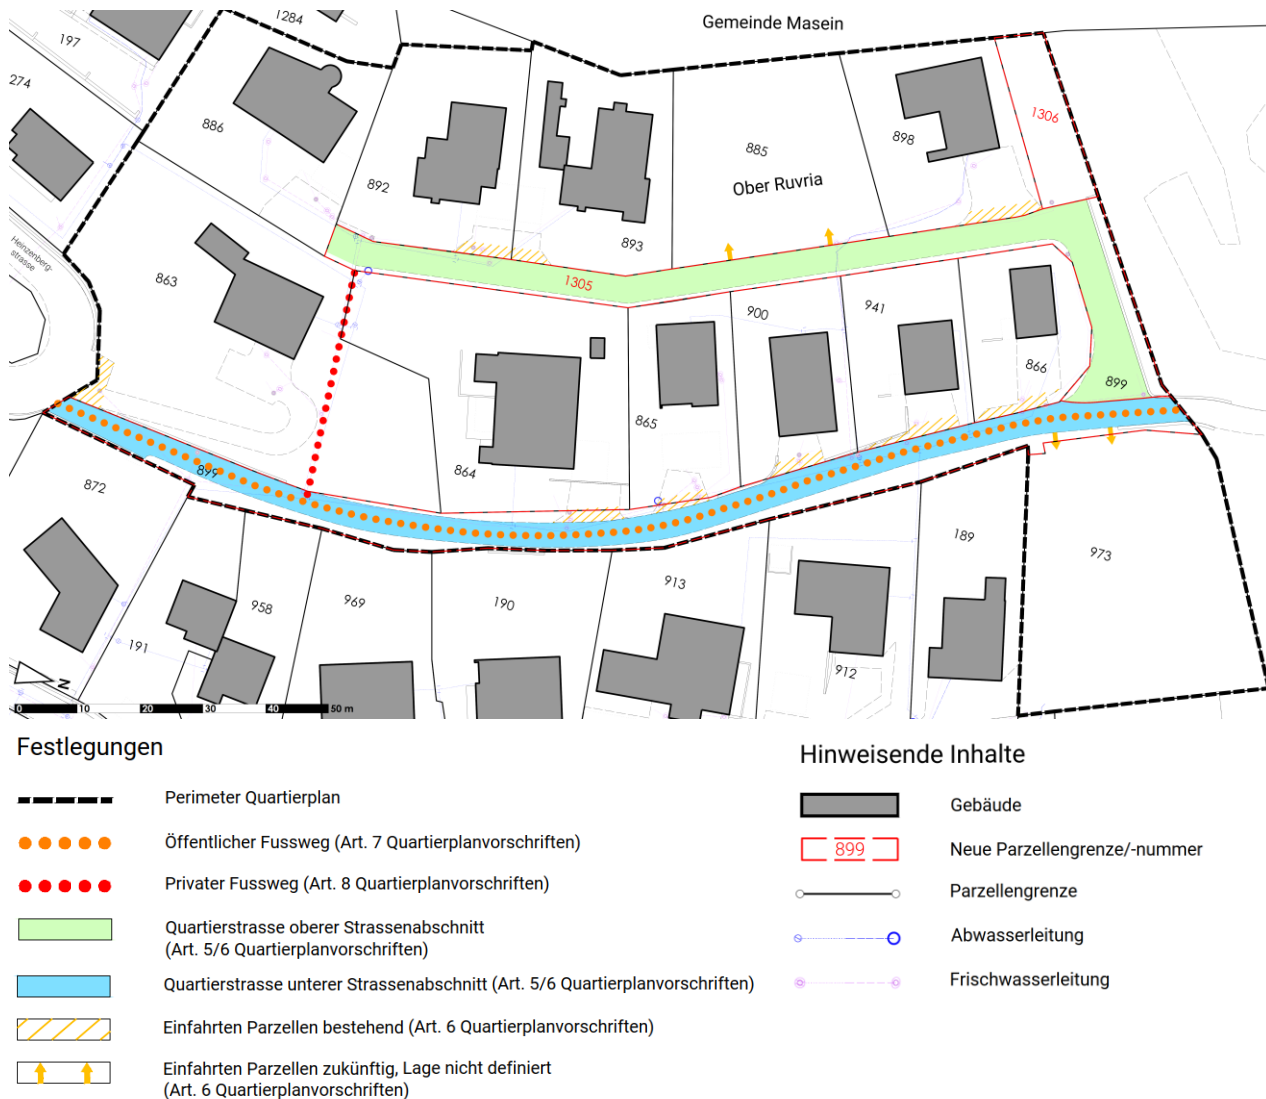 1284
Gemeinde Masein
197
274
886
1306
885
898
892
Ober Ruvria
893
Heinzenberg-
strasse
863
1305
900
941
866
899
865
864
899
872
189
973
913
958
969
190
191
912
N
0 10 20 30 40 50 m
Festlegungen
Perimeter Quartierplan
Öffentlicher Fussweg (Art. 7 Quartierplanvorschriften)
Privater Fussweg (Art. 8 Quartierplanvorschriften)
Quartierstrasse oberer Strassenabschnitt
(Art. 5/6 Quartierplanvorschriften)
Quartierstrasse unterer Strassenabschnitt (Art. 5/6 Quartierplanvorschriften)
Einfahrten Parzellen bestehend (Art. 6 Quartierplanvorschriften)
Einfahrten Parzellen zukünftig, Lage nicht definiert
(Art. 6 Quartierplanvorschriften)
Hinweisende Inhalte
Gebäude
899
Neue Parzellengrenze/-nummer
Parzellengrenze
Abwasserleitung
Frischwasserleitung